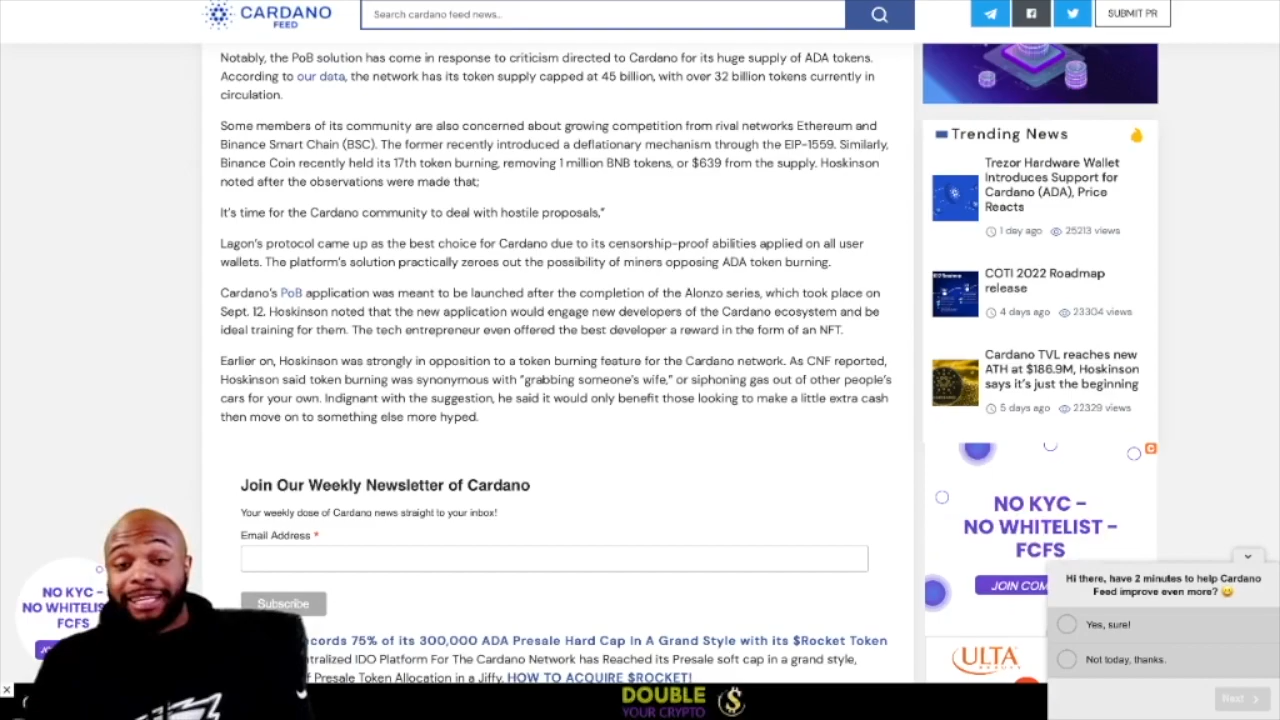 CARDANO
FEED
Search cardano feed news..
SUBMIT PR
Notably, the PoB solution has come in response to criticism directed to Cardano for its huge supply of ADA tokens.
According to our data, the network has its token supply capped at 45 billion, with over 32 billion tokens currently in
circulation.
Some members of its community are also concerned about growing competition from rival networks Ethereum and
Binance Smart Chain (BSC). The former recently introduced a deflationary mechanism through the EIP-1559. Similarly,
Binance Coin recently held its 17th token burning, removing 1 million BNB tokens, or $639 from the supply. Hoskinson
noted after the observations were made that;
It's time for the Cardano community to deal with hostile proposals,"
Lagon's protocol came up as the best choice for Cardano due to its censorship-proof abilities applied on all user
wallets. The platform's solution practically zeroes out the possibility of miners opposing ADA token burning.
Cardano's PoB application was meant to be launched after the completion of the Alonzo series, which took place on
Sept. 12. Hoskinson noted that the new application would engage new developers of the Cardano ecosystem and be
ideal training for them. The tech entrepreneur even offered the best developer a reward in the form of an NFT.
Earlier on, Hoskinson was strongly in opposition to a token burning feature for the Cardano network. As CNF reported,
Hoskinson said token burning was synonymous with "grabbing someone's wife," or siphoning gas out of other people's
cars for your own. Indignant with the suggestion, he said it would only benefit those looking to make a little extra cash
then move on to something else more hyped.
Join Our Weekly Newsletter of Cardano
Your weekly dose of Cardano news straight to your inbox!
Email Address *
Subscribe
cords 75% of its 300,000 ADA Presale Hard Cap In A Grand Style with its $Rocket Token
ntralized IDO Platform For The Cardano Network has Reached its Presale soft cap in a grand style,
f Presale Token Allocation in a Jiffy. HOW TO ACQUIRE $ROCKET!
Trending News
Trezor Hardware Wallet
Introduces Support for
Cardano (ADA), Price
Reacts
1 day ago 25213 views
COTI 2022 Roadmap
release
4 days ago 23304 views
Cardano TVL reaches new
ATH at $186.9M, Hoskinson
says it's just the beginning
5 days ago 22329 views
NO KYC –
NO WHITELIST –
FCFS
JOIN COM
ULTA
Hi there, have 2 minutes to help Cardano
Feed improve even more?
Yes, sure!
Not today, thanks.
Next
NO KYC –
NO WHITELIS
FCFS
DOUBLE
YOUR CRYPTO